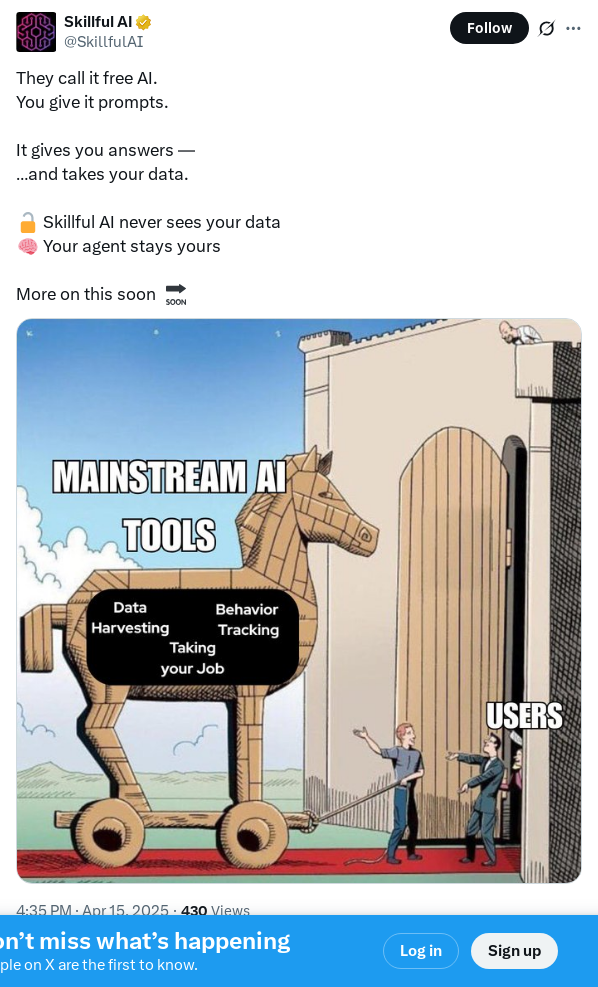 Skillful AI
@SkillfulAI
Follow
They call it free AI.
You give it prompts.
It gives you answers —
...and takes your data.
🔓 Skillful AI never sees your data
🧠 Your agent stays yours
More on this soon 🔜
SOON
MAINSTREAM AI
TOOLS
Data
Harvesting
Behavior
Tracking
Taking
your Job
USERS
4:35 PM · Apr 15, 2025 · 430 Views
on’t miss what’s happening
ple on X are the first to know.
Log in
Sign up